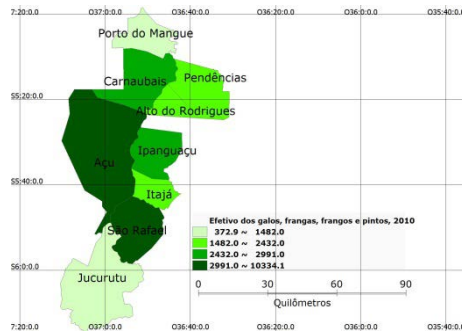 7:20:0.0 O37:0:0.0 O36:40:0.0 O36:20:0.0 O36:0:0.0 O35:40:0.0
Porto do Mangue
Carnaubais
Pendências
S5:20:0.0
Alto do Rodrigues
Ipanguaçu
Açu
S5:40:0.0
Itajá
São Rafael
Efetivo dos galos, frangas, frangos e pintos, 2010
372.9 ~ 1482.0
1482.0 ~ 2432.0
2432.0 ~ 2991.0
2991.0 ~ 10334.1
S6:0:0.0
Jucurutu
0 30 60 90
Quilômetros
7:20:0.0 O37:0:0.0 O36:40:0.0 O36:20:0.0 O36:0:0.0 O35:40:0.0